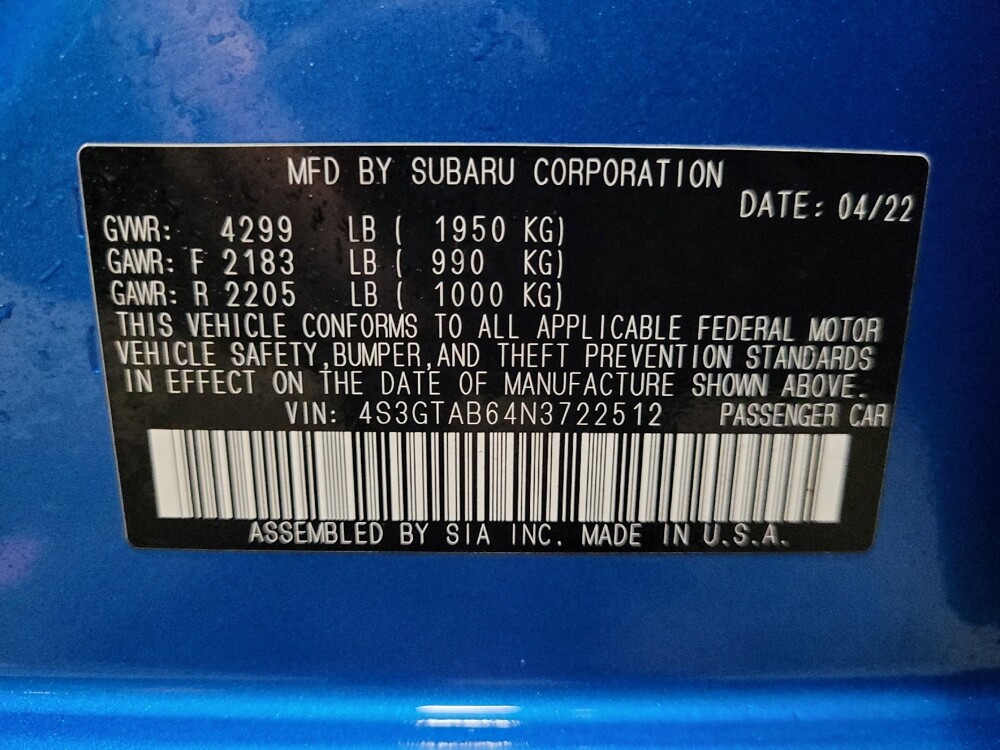 MFD BY SUBARU CORPORATION
DATE: 04/22
GVWR: 4299 LB ( 1950 KG)
GAWR: F 2183 LB ( 990 KG)
GAWR: R 2205 LB ( 1000 KG)
THIS VEHICLE CONFORMS TO ALL APPLICABLE FEDERAL MOTOR
VEHICLE SAFETY,BUMPER,AND THEFT PREVENTION STANDARDS
IN EFFECT ON THE DATE OF MANUFACTURE SHOWN ABOVE.
VIN: 4S3GTAB64N3722512 PASSENGER CAR
ASSEMBLED BY SIA INC. MADE IN U.S.A.